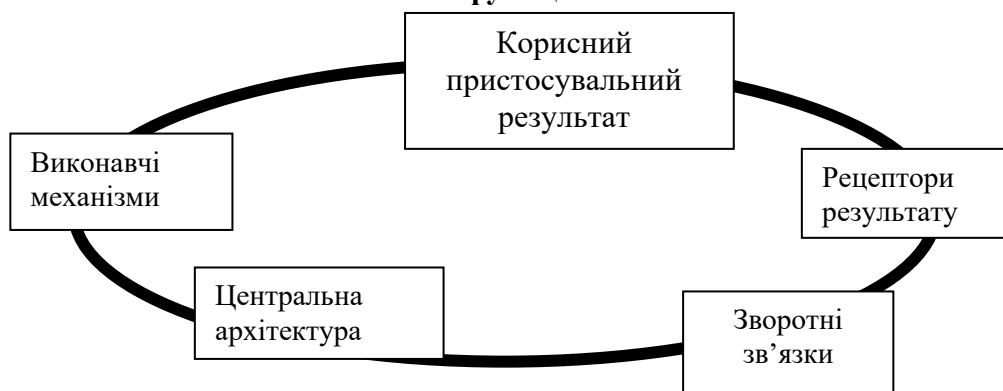 Корисний
пристосувальний
результат
Виконавчі
механізми
Рецептори
результату
Центральна
архітектура
Зворотні
зв’язки